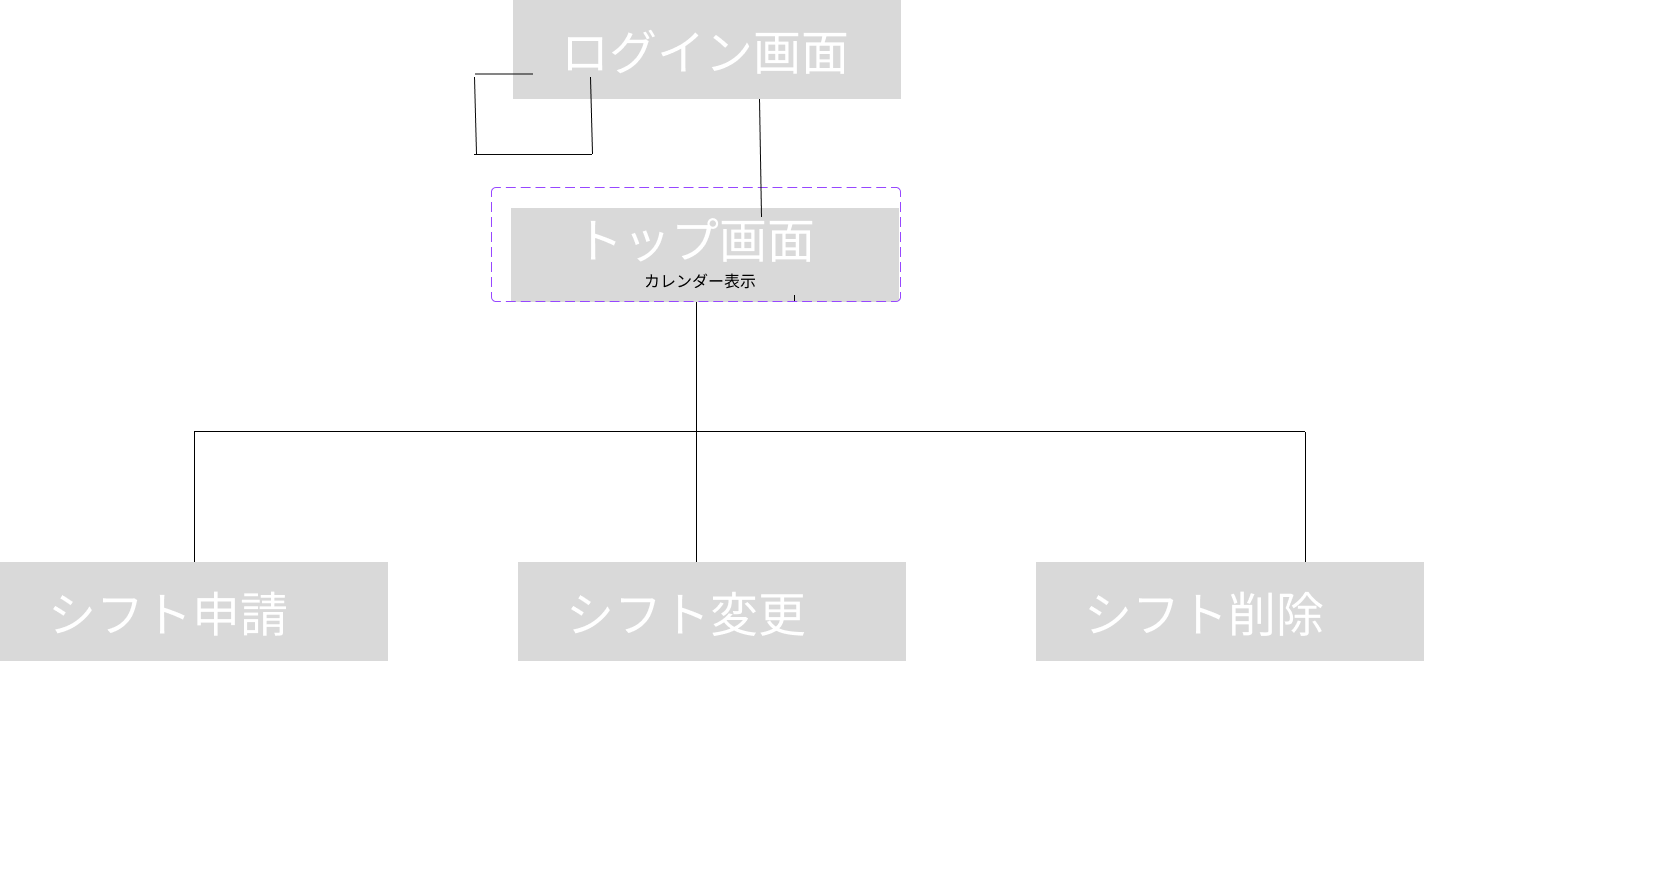 ログイン画面
トップ画面
カレンダー表示
シフト申請
シフト変更
シフト削除